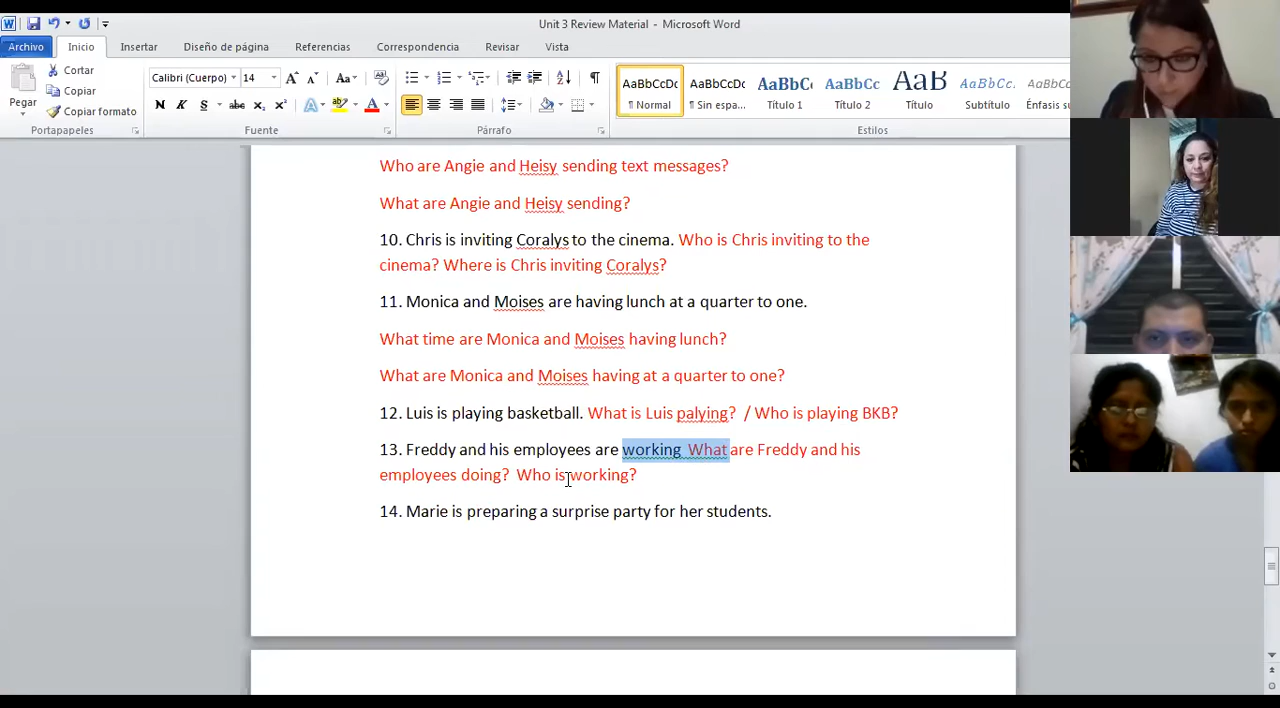 Unit 3 Review Material - Microsoft Word
Archivo Inicio Insertar Diseño de página Referencias Correspondencia Revisar Vista
Pegar
Cortar
Copiar
Copiar formato
Portapapeles
Calibri (Cuerpo) 14
Fuente
Párrafo
AaBbCcDc AaBbCcDc AaBbC AaBbCc AaB AaBbCc. AaBbCc
¶ Normal ¶ Sin espa... Título 1 Título 2 Título Subtítulo Énfasis su
Estilos
Who are Angie and Heisy sending text messages?
What are Angie and Heisy sending?
10. Chris is inviting Coralys to the cinema. Who is Chris inviting to the
cinema? Where is Chris inviting Coralys?
11. Monica and Moises are having lunch at a quarter to one.
What time are Monica and Moises having lunch?
What are Monica and Moises having at a quarter to one?
12. Luis is playing basketball. What is Luis palying? / Who is playing BKB?
13. Freddy and his employees are working What are Freddy and his
employees doing? Who is working?
14. Marie is preparing a surprise party for her students.